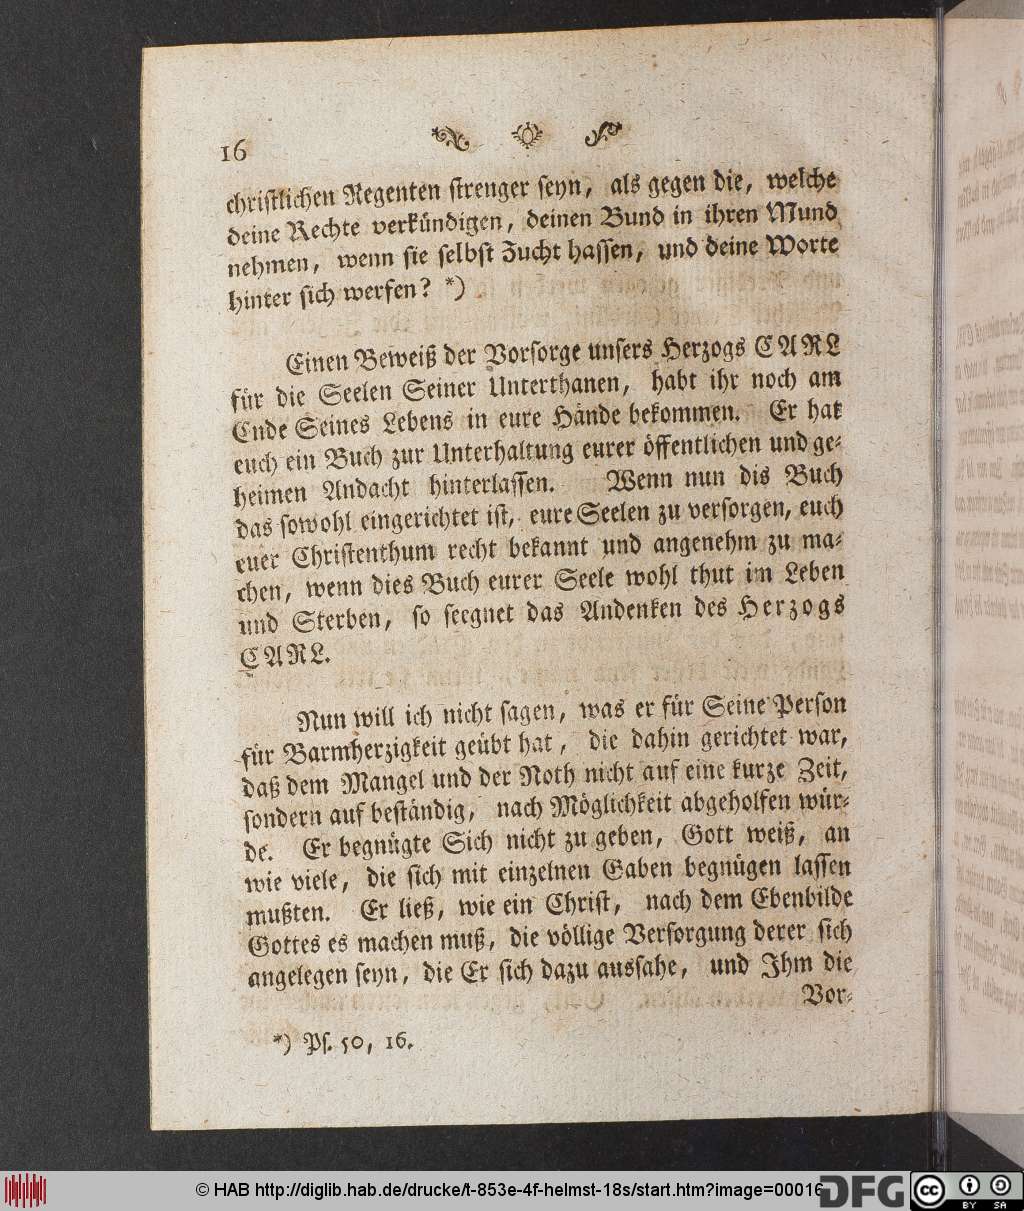 16
christlichen Regenten strenger seyn, als gegen die, welche
deine Rechte verkündigen, deinen Bund in ihren Mund
nehmen, wenn sie selbst Zucht hassen, und deine Worte
hinter sich werfen? *)
Einen Beweiß der Vorsorge unsers Herzogs CARL
für die Seelen Seiner Unterthanen, habt ihr noch am
Ende Seines Lebens in eure Hände bekommen. Er hat
euch ein Buch zur Unterhaltung eurer öffentlichen und ge-
heimen Andacht hinterlassen. Wenn nun dis Buch
das sowohl eingerichtet ist, eure Seelen zu versorgen, euch
euer Christenthum recht bekannt und angenehm zu ma-
chen, wenn dies Buch eurer Seele wohl thut im Leben
und Sterben, so seegnet das Andenken des Herzogs
CARL.
Nun will ich nicht sagen, was er für Seine Person
für Barmherzigkeit geübt hat, die dahin gerichtet war,
daß dem Mangel und der Noth nicht auf eine kurze Zeit,
sondern auf beständig, nach Möglichkeit abgeholfen wür-
de. Er begnügte Sich nicht zu geben, Gott weiß, an
wie viele, die sich mit einzelnen Gaben begnügen lassen
mußten. Er ließ, wie ein Christ, nach dem Ebenbilde
Gottes es machen muß, die völlige Versorgung derer sich
angelegen seyn, die Er sich dazu aussahe, und Ihm die
Vor-
*) Ps. 50, 16.
© HAB http://diglib.hab.de/drucke/t-853e-4f-helmst-18s/start.htm?image=00016
DFG
cc BY SA